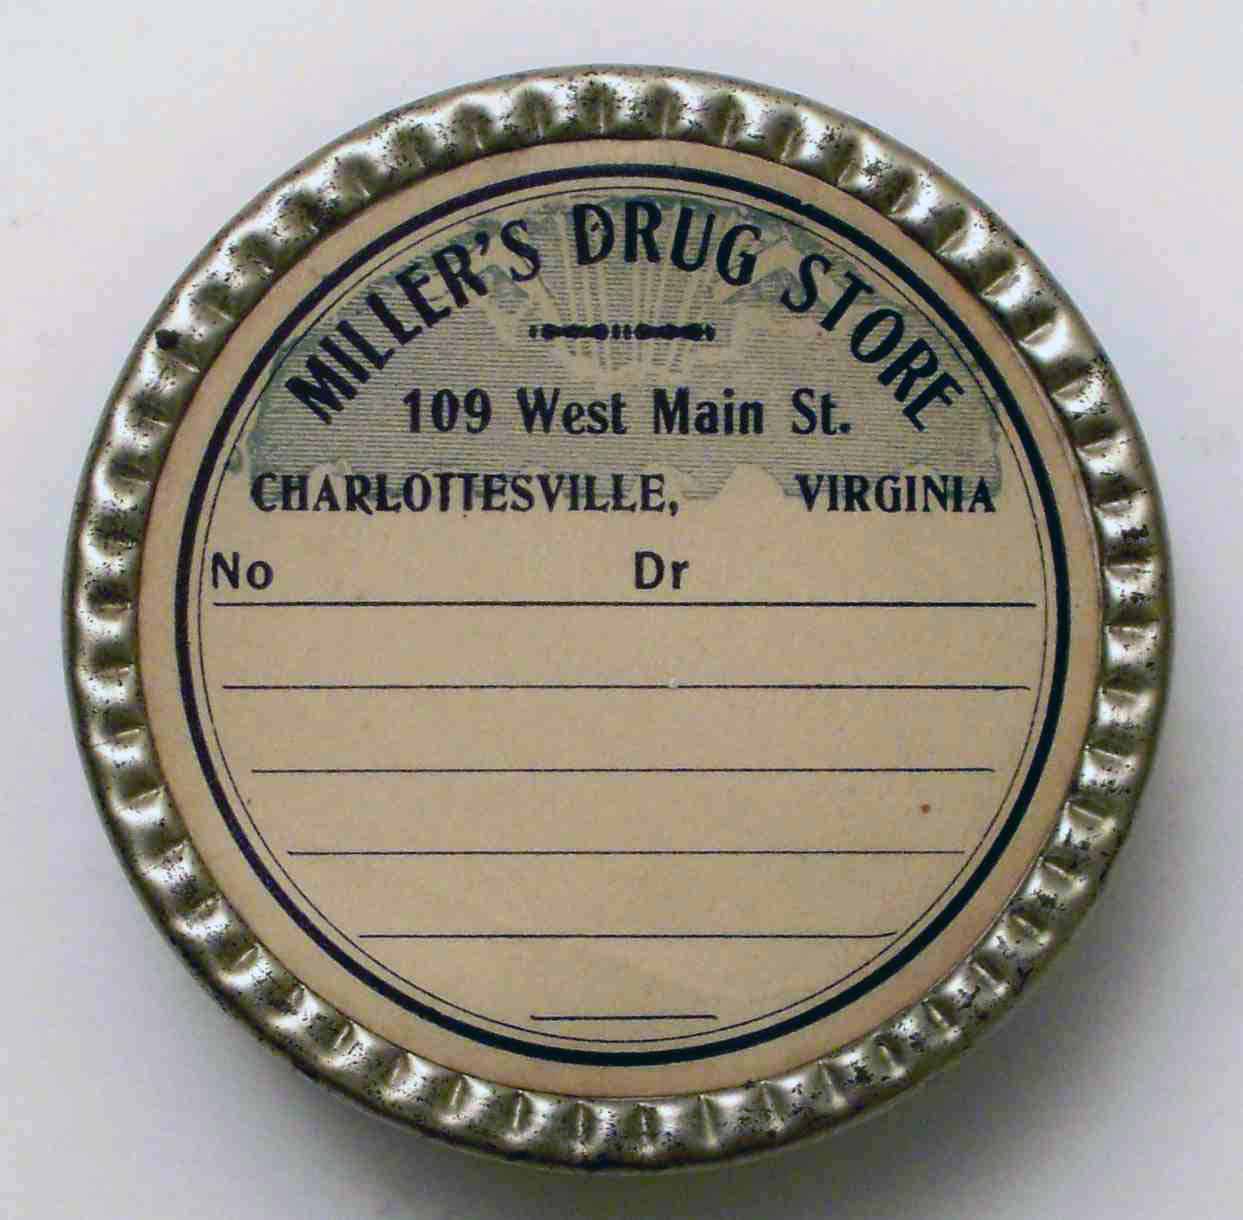 MILLER'S DRUG STORE
109 West Main St.
CHARLOTTESVILLE, VIRGINIA
No Dr